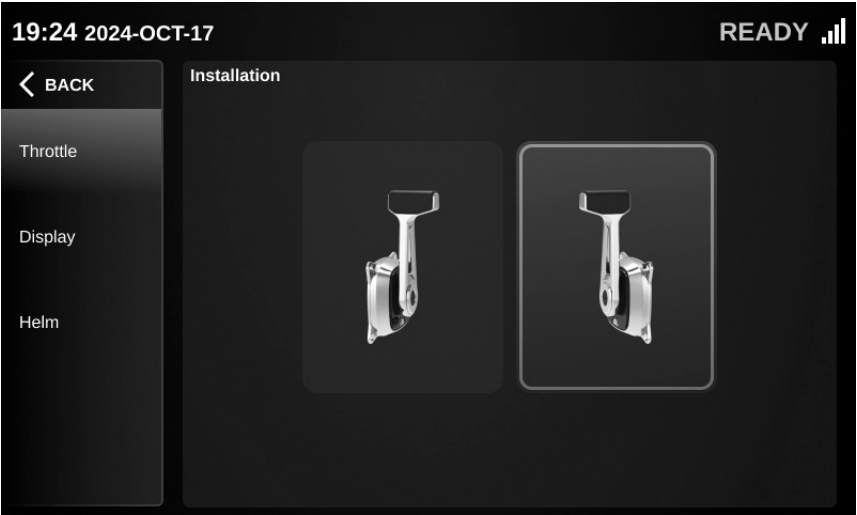 19:24 2024-OCT-17 READY
BACK
Installation
Throttle
Display
Helm